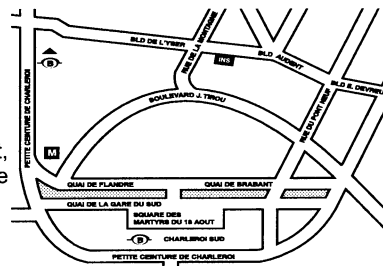 RUE DE LA MONTAGNE
BLD DE L'YSER
BLD AUDENT
INS
B
BLD S. DEVREUX
PETITE CEINTURE DE CHARLEROI
BOULEVARD J. TIROU
RUE DU PONT NEUF
M
QUAI DE FLANDRE
QUAI DE BRABANT
QUAI DE LA GARE DU SUD
SQUARE DES
MARTYRS DU 18 AOUT
B
CHARLEROI SUD
PETITE CEINTURE DE CHARLEROI